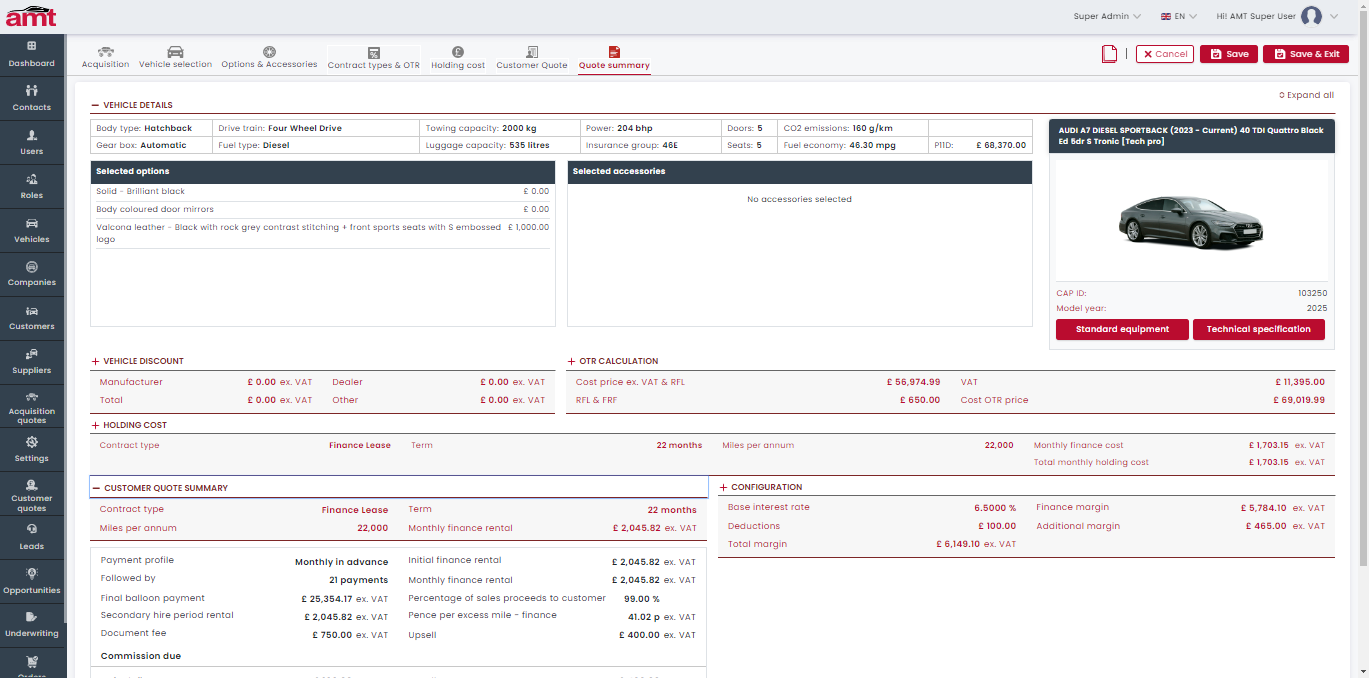 amt
Super Admin EN Hi! AMT Super User
Dashboard
Contacts
Users
Roles
Vehicles
Companies
Customers
Suppliers
Acquisition quotes
Settings
Customer quotes
Leads
Opportunities
Underwriting
Orders
Acquisition Vehicle selection Options & Accessories Contract types & OTR Holding cost Customer Quote Quote summary
| Cancel Save Save & Exit
Expand all
VEHICLE DETAILS
Body type: Hatchback Drive train: Four Wheel Drive Towing capacity: 2000 kg Power: 204 bhp Doors: 5 CO2 emissions: 160 g/km
Gear box: Automatic Fuel type: Diesel Luggage capacity: 535 litres Insurance group: 46E Seats: 5 Fuel economy: 46.30 mpg P11D: £ 68,370.00
Selected options
Solid - Brilliant black £ 0.00
Body coloured door mirrors £ 0.00
Valcona leather - Black with rock grey contrast stitching + front sports seats with S embossed £ 1,000.00
logo
Selected accessories
No accessories selected
AUDI A7 DIESEL SPORTBACK (2023 - Current) 40 TDI Quattro Black
Ed 5dr S Tronic [Tech pro]
CAP ID: 103250
Model year: 2025
Standard equipment Technical specification
VEHICLE DISCOUNT
Manufacturer £ 0.00 ex. VAT Dealer £ 0.00 ex. VAT
Total £ 0.00 ex. VAT Other £ 0.00 ex. VAT
OTR CALCULATION
Cost price ex. VAT & RFL £ 56,974.99 VAT £ 11,395.00
RFL & FRF £ 650.00 Cost OTR price £ 69,019.99
HOLDING COST
Contract type Finance Lease Term 22 months Miles per annum 22,000 Monthly finance cost £ 1,703.15 ex. VAT
Total monthly holding cost £ 1,703.15 ex. VAT
CUSTOMER QUOTE SUMMARY
Contract type Finance Lease Term 22 months
Miles per annum 22,000 Monthly finance rental £ 2,045.82 ex. VAT
Payment profile Monthly in advance Initial finance rental £ 2,045.82 ex. VAT
Followed by 21 payments Monthly finance rental £ 2,045.82 ex. VAT
Final balloon payment £ 25,354.17 ex. VAT Percentage of sales proceeds to customer 99.00 %
Secondary hire period rental £ 2,045.82 ex. VAT Pence per excess mile - finance 41.02 p ex. VAT
Document fee £ 750.00 ex. VAT Upsell £ 400.00 ex. VAT
Commission due
CONFIGURATION
Base interest rate 6.5000 % Finance margin £ 5,784.10 ex. VAT
Deductions £ 100.00 Additional margin £ 465.00 ex. VAT
Total margin £ 6,149.10 ex. VAT